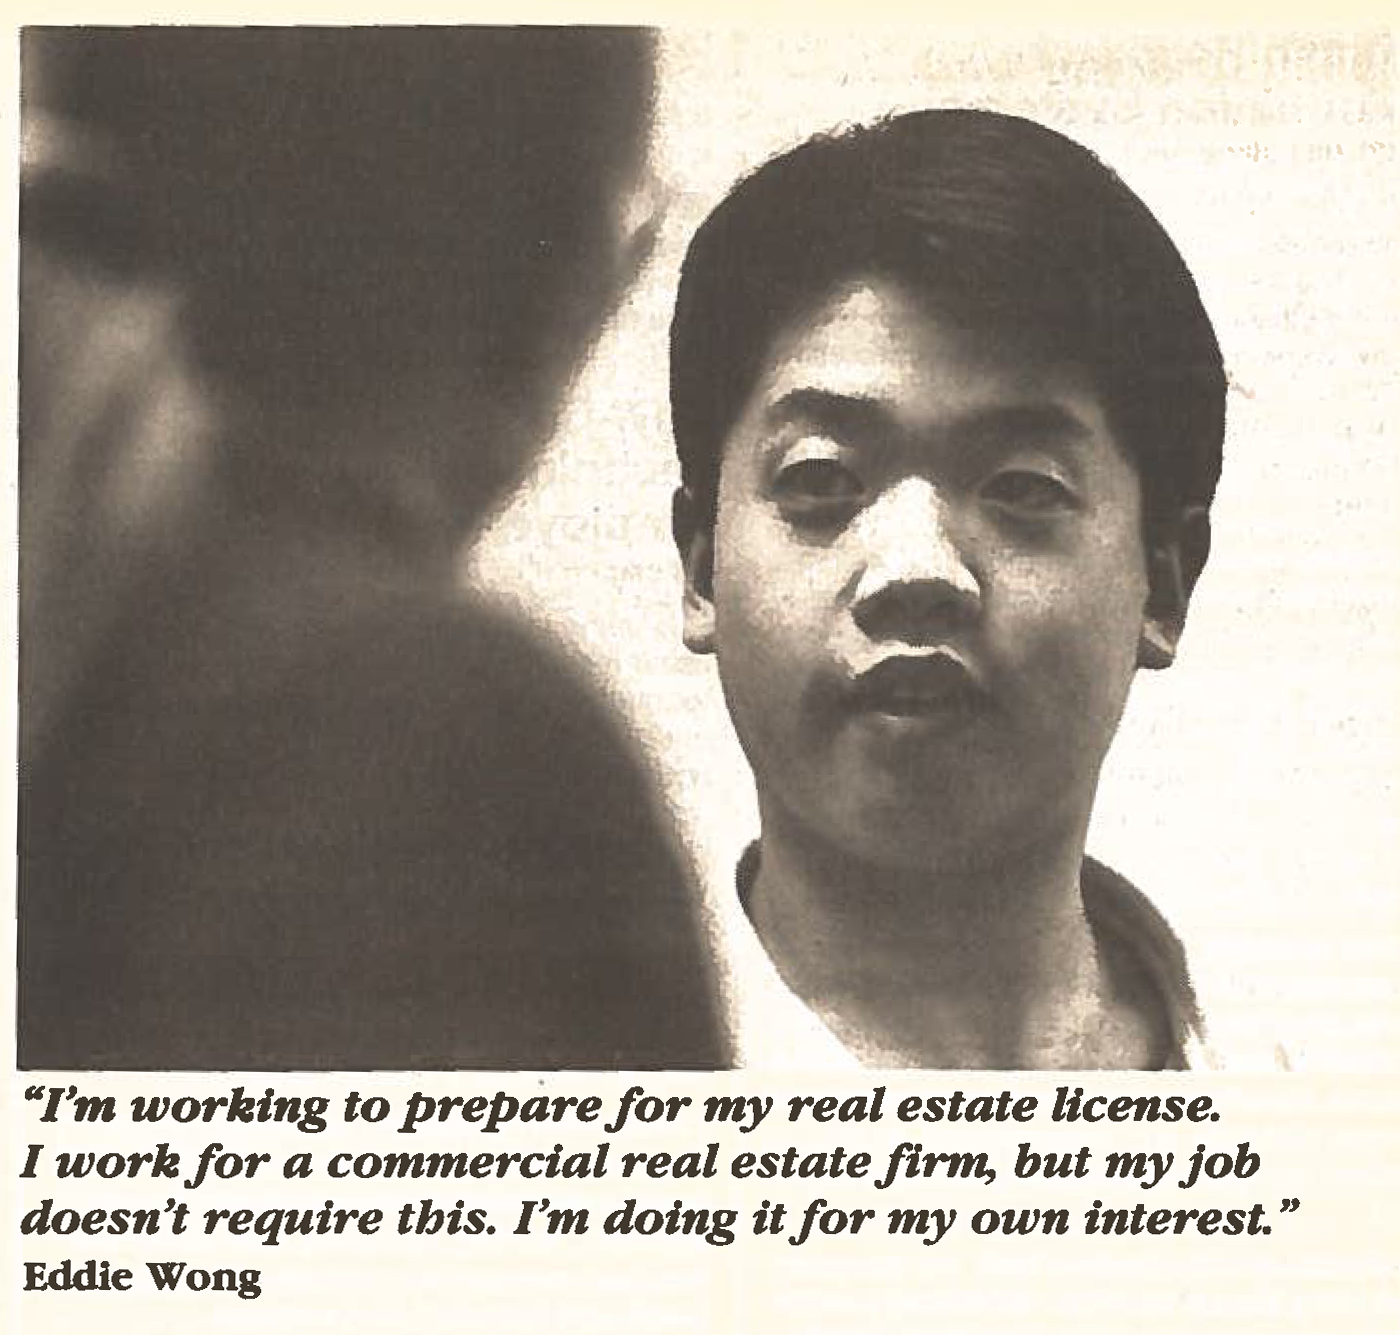 “I’m working to prepare for my real estate license.
I work for a commercial real estate firm, but my job
doesn’t require this. I’m doing it for my own interest.”
Eddie Wong